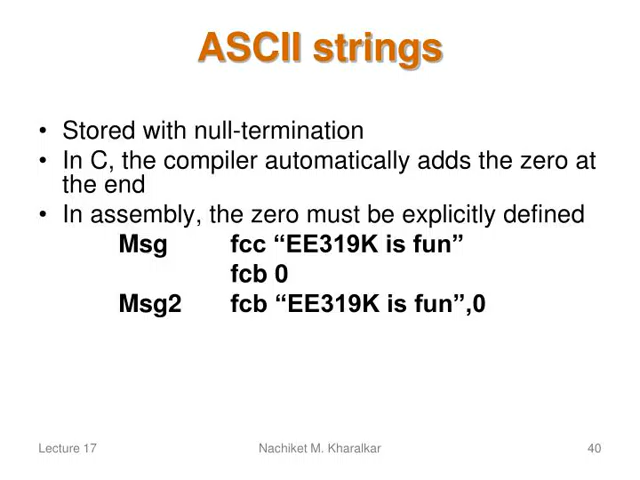 ASCII strings
• Stored with null-termination
• In C, the compiler automatically adds the zero at
the end
• In assembly, the zero must be explicitly defined
Msg fcc “EE319K is fun”
fcb 0
Msg2 fcb “EE319K is fun”,0
Lecture 17 Nachiket M. Kharalkar 40